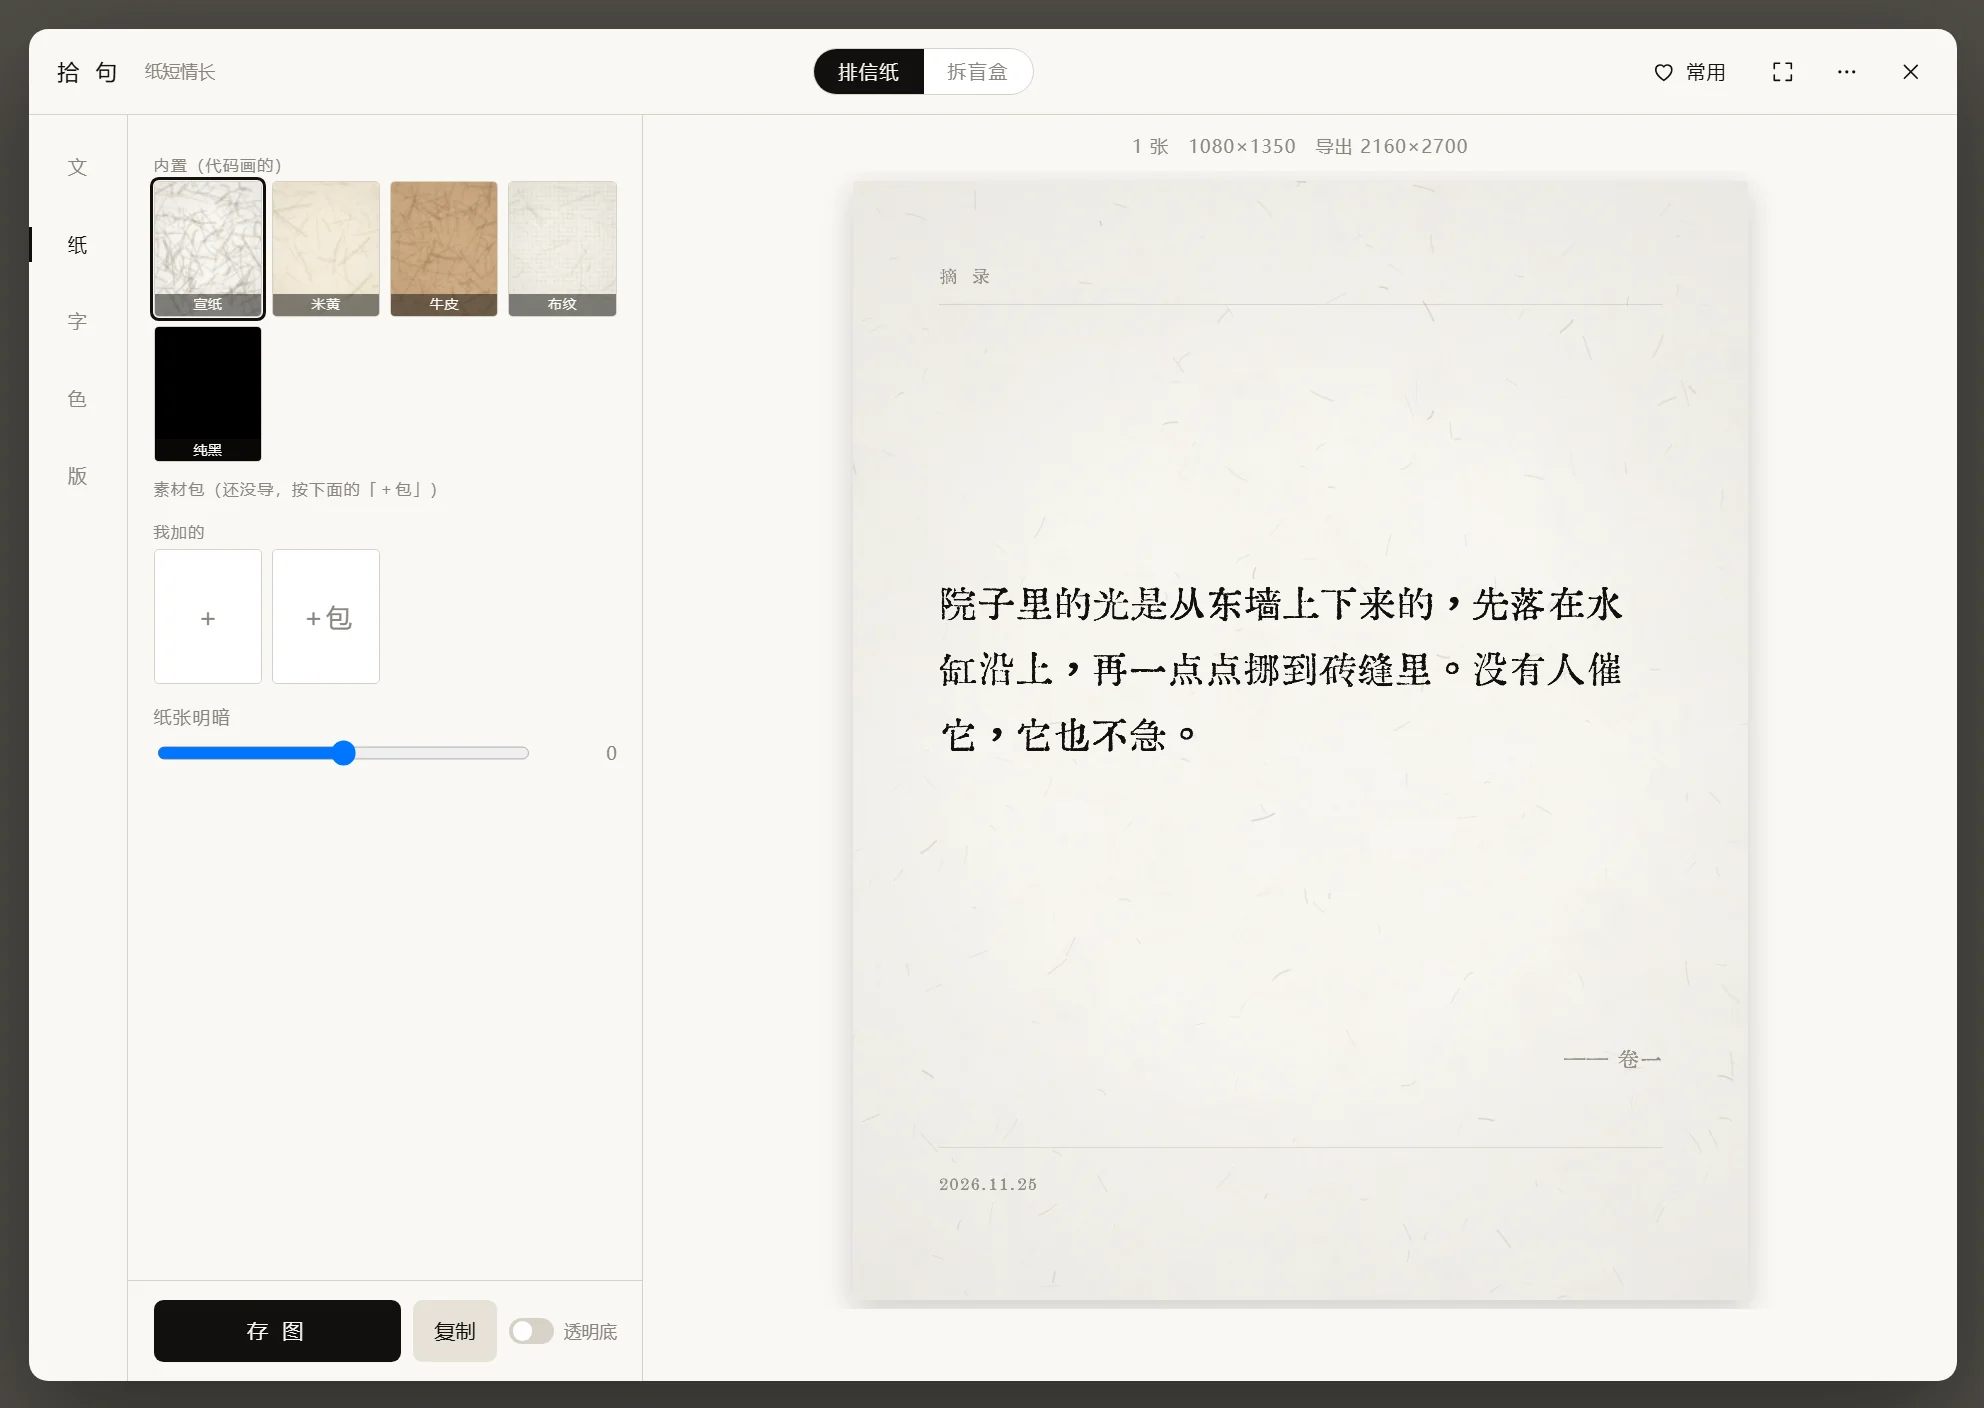 拾 句 纸短情长
排信纸 拆盲盒
常用
文
纸
字
色
版
内置（代码画的）
宣纸 米黄 牛皮 布纹
纯黑
素材包（还没导，按下面的「＋包」）
我加的
+ +包
纸张明暗
0
存 图 复制 透明底
1 张 1080×1350 导出 2160×2700
摘 录
院子里的光是从东墙上下来的，先落在水
缸沿上，再一点点挪到砖缝里。没有人催
它，它也不急。
—— 卷一
2026.11.25